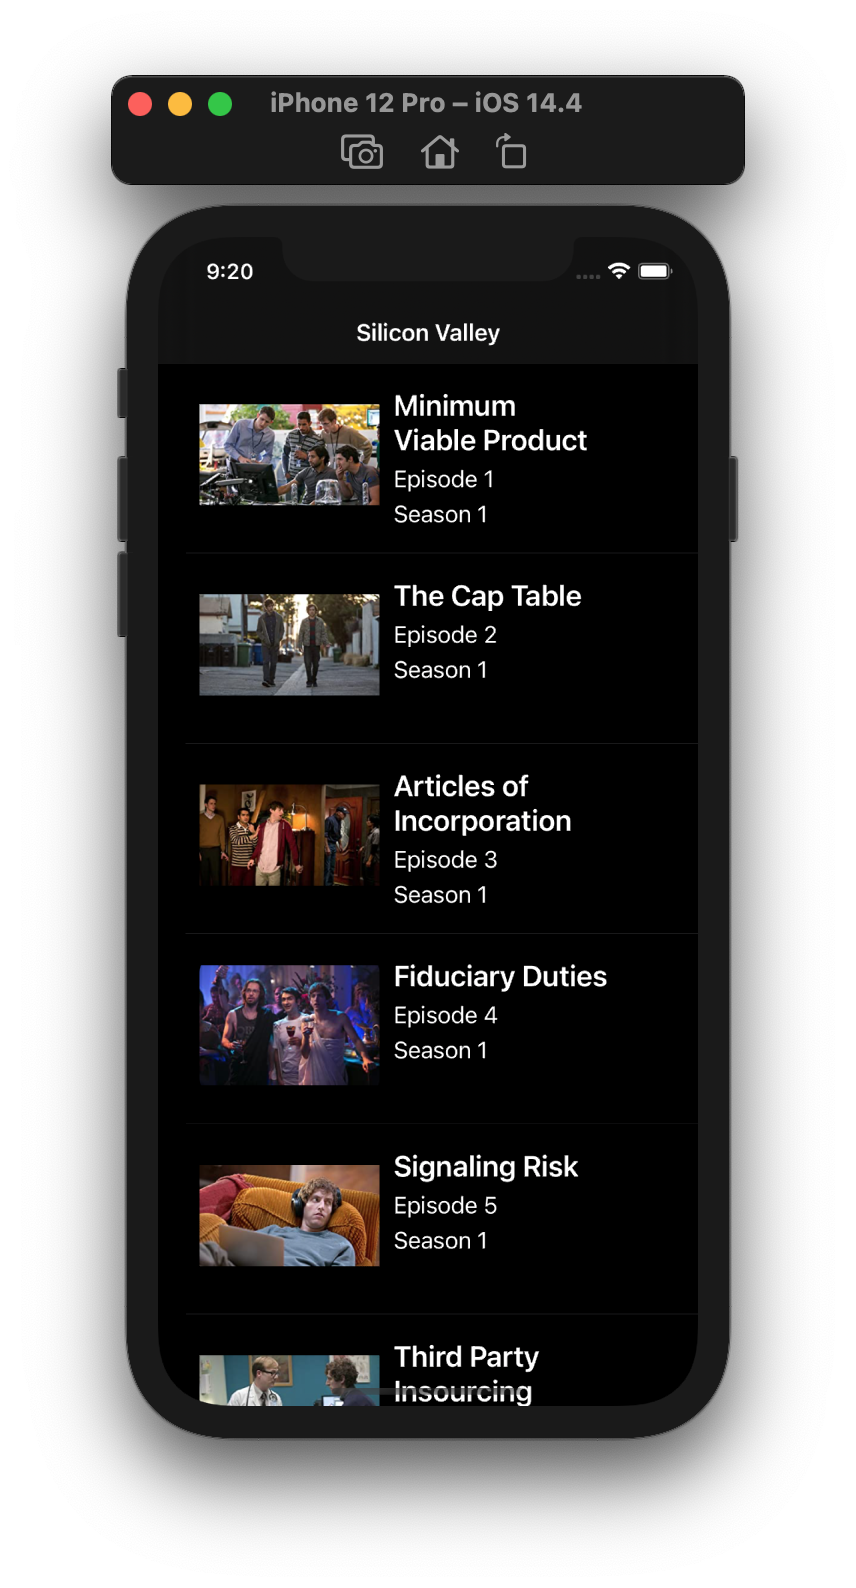 iPhone 12 Pro – iOS 14.4
9:20
Silicon Valley
Minimum
Viable Product
Episode 1
Season 1
The Cap Table
Episode 2
Season 1
Articles of
Incorporation
Episode 3
Season 1
Fiduciary Duties
Episode 4
Season 1
Signaling Risk
Episode 5
Season 1
Third Party
Insourcing